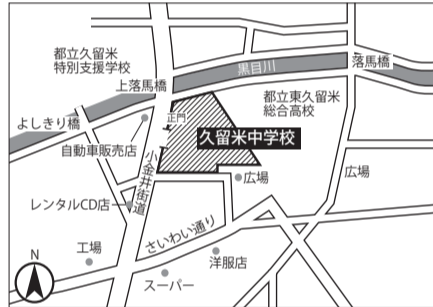 都立久留米
特別支援学校
上落馬橋
黒目川
落馬橋
よしきり橋
正門
都立東久留米
総合高校
自動車販売店
久留米中学校
小金井街道
広場
広場
レンタルCD店
さいわい通り
工場
洋服店
スーパー
N